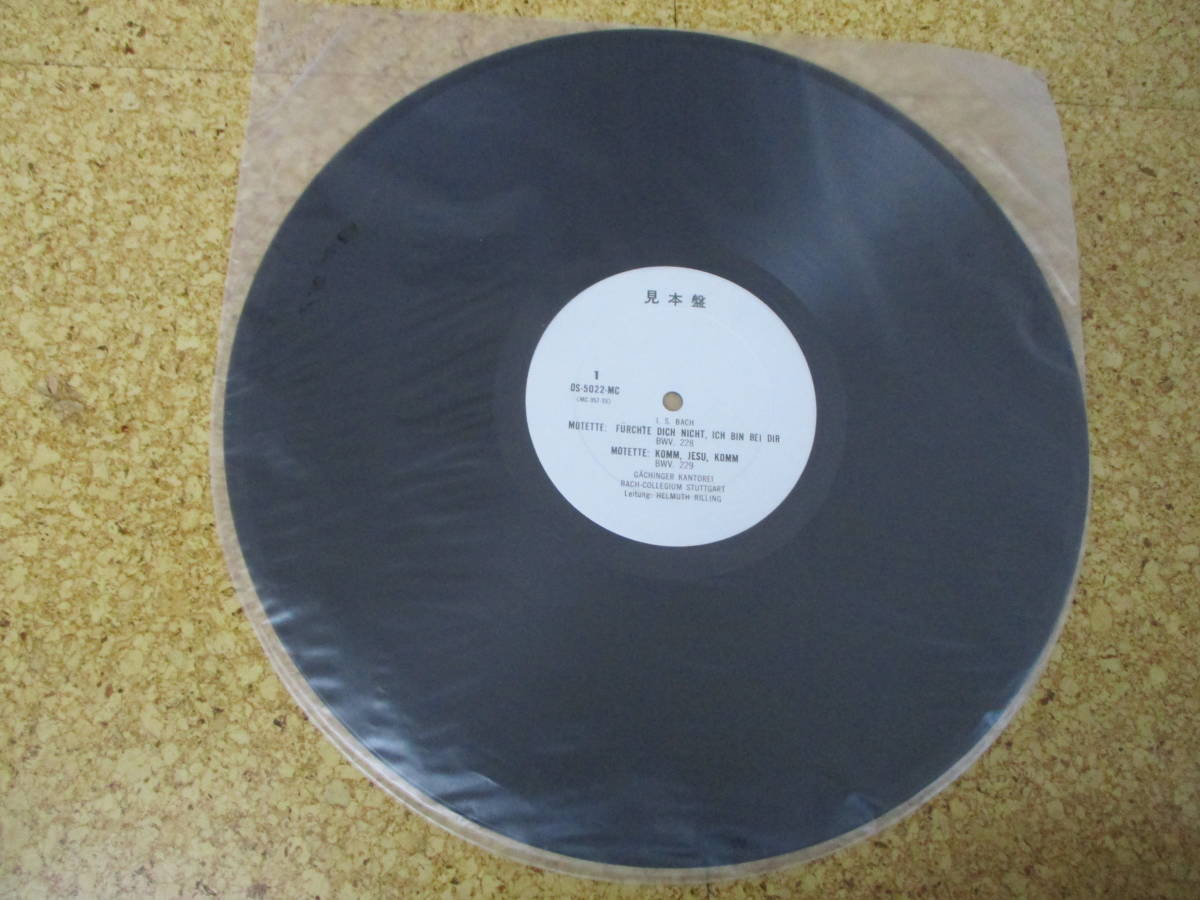 見本盤
1
DS-5022-MC
J. S. BACH
MOTETTE: FÜRCHTE DICH NICHT, ICH BIN BEI DIR
BWV. 228
MOTETTE: KOMM, JESU, KOMM
BWV. 229
GÄCHINGER KANTOREI
BACH-COLLEGIUM STUTTGART
Leitung: HELMUTH RILLING